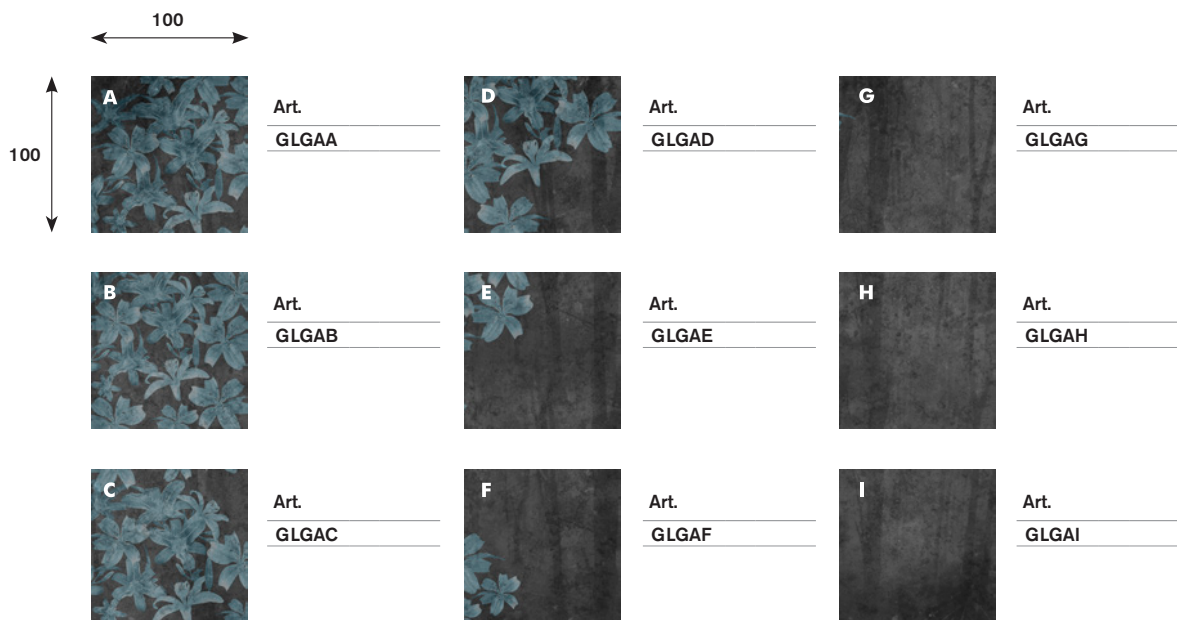 100
100
A
Art.
GLGAA
D
Art.
GLGAD
G
Art.
GLGAG
B
Art.
GLGAB
E
Art.
GLGAE
H
Art.
GLGAH
C
Art.
GLGAC
F
Art.
GLGAF
I
Art.
GLGAI